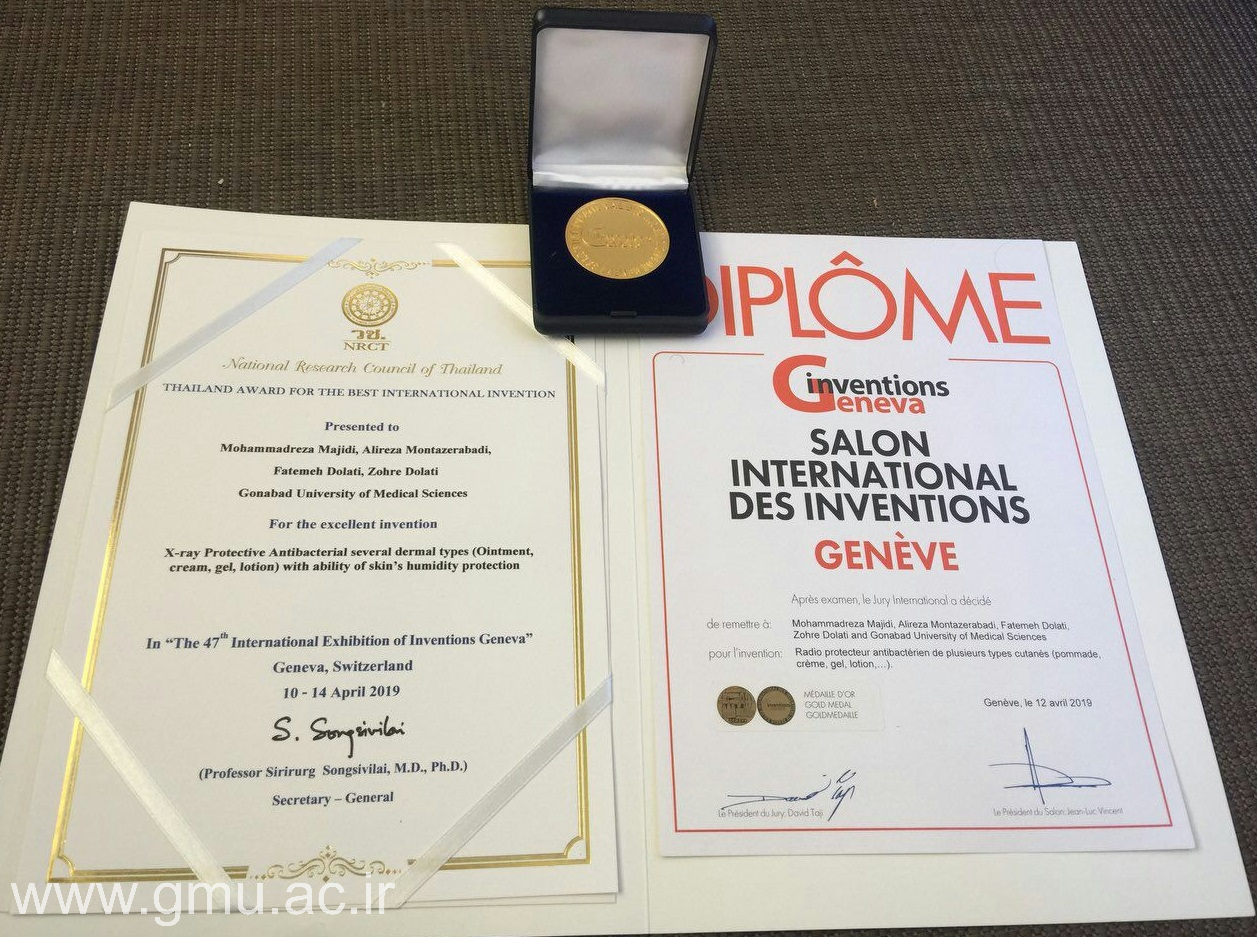 วช.
NRCT
National Research Council of Thailand
THAILAND AWARD FOR THE BEST INTERNATIONAL INVENTION
Presented to
Mohammadreza Majidi, Alireza Montazerabadi,
Fatemeh Dolati, Zohre Dolati
Gonabad University of Medical Sciences
For the excellent invention
X-ray Protective Antibacterial several dermal types (Ointment,
cream, gel, lotion) with ability of skin's humidity protection
In “The 47th International Exhibition of Inventions Geneva”
Geneva, Switzerland
10 - 14 April 2019
S. Songsivilai
(Professor Sirirurg Songsivilai, M.D., Ph.D.)
Secretary – General
DIPLÔME
inventions
Geneva
SALON
INTERNATIONAL
DES INVENTIONS
GENÈVE
Après examen, le Jury International a décidé
de remettre à: Mohammadreza Majidi, Alireza Montazerabadi, Fatemeh Dolati,
Zohre Dolati and Gonabad University of Medical Sciences
pour l'invention: Radio protecteur antibactérien de plusieurs types cutanés (pommade,
crème, gel, lotion,...).
MÉDAILLE D'OR
GOLD MEDAL
GOLDMEDAILLE
Genève, le 12 avril 2019
Le Président du Jury: David Taji
Le Président du Salon: Jean-Luc Vincent
www.gmu.ac.ir